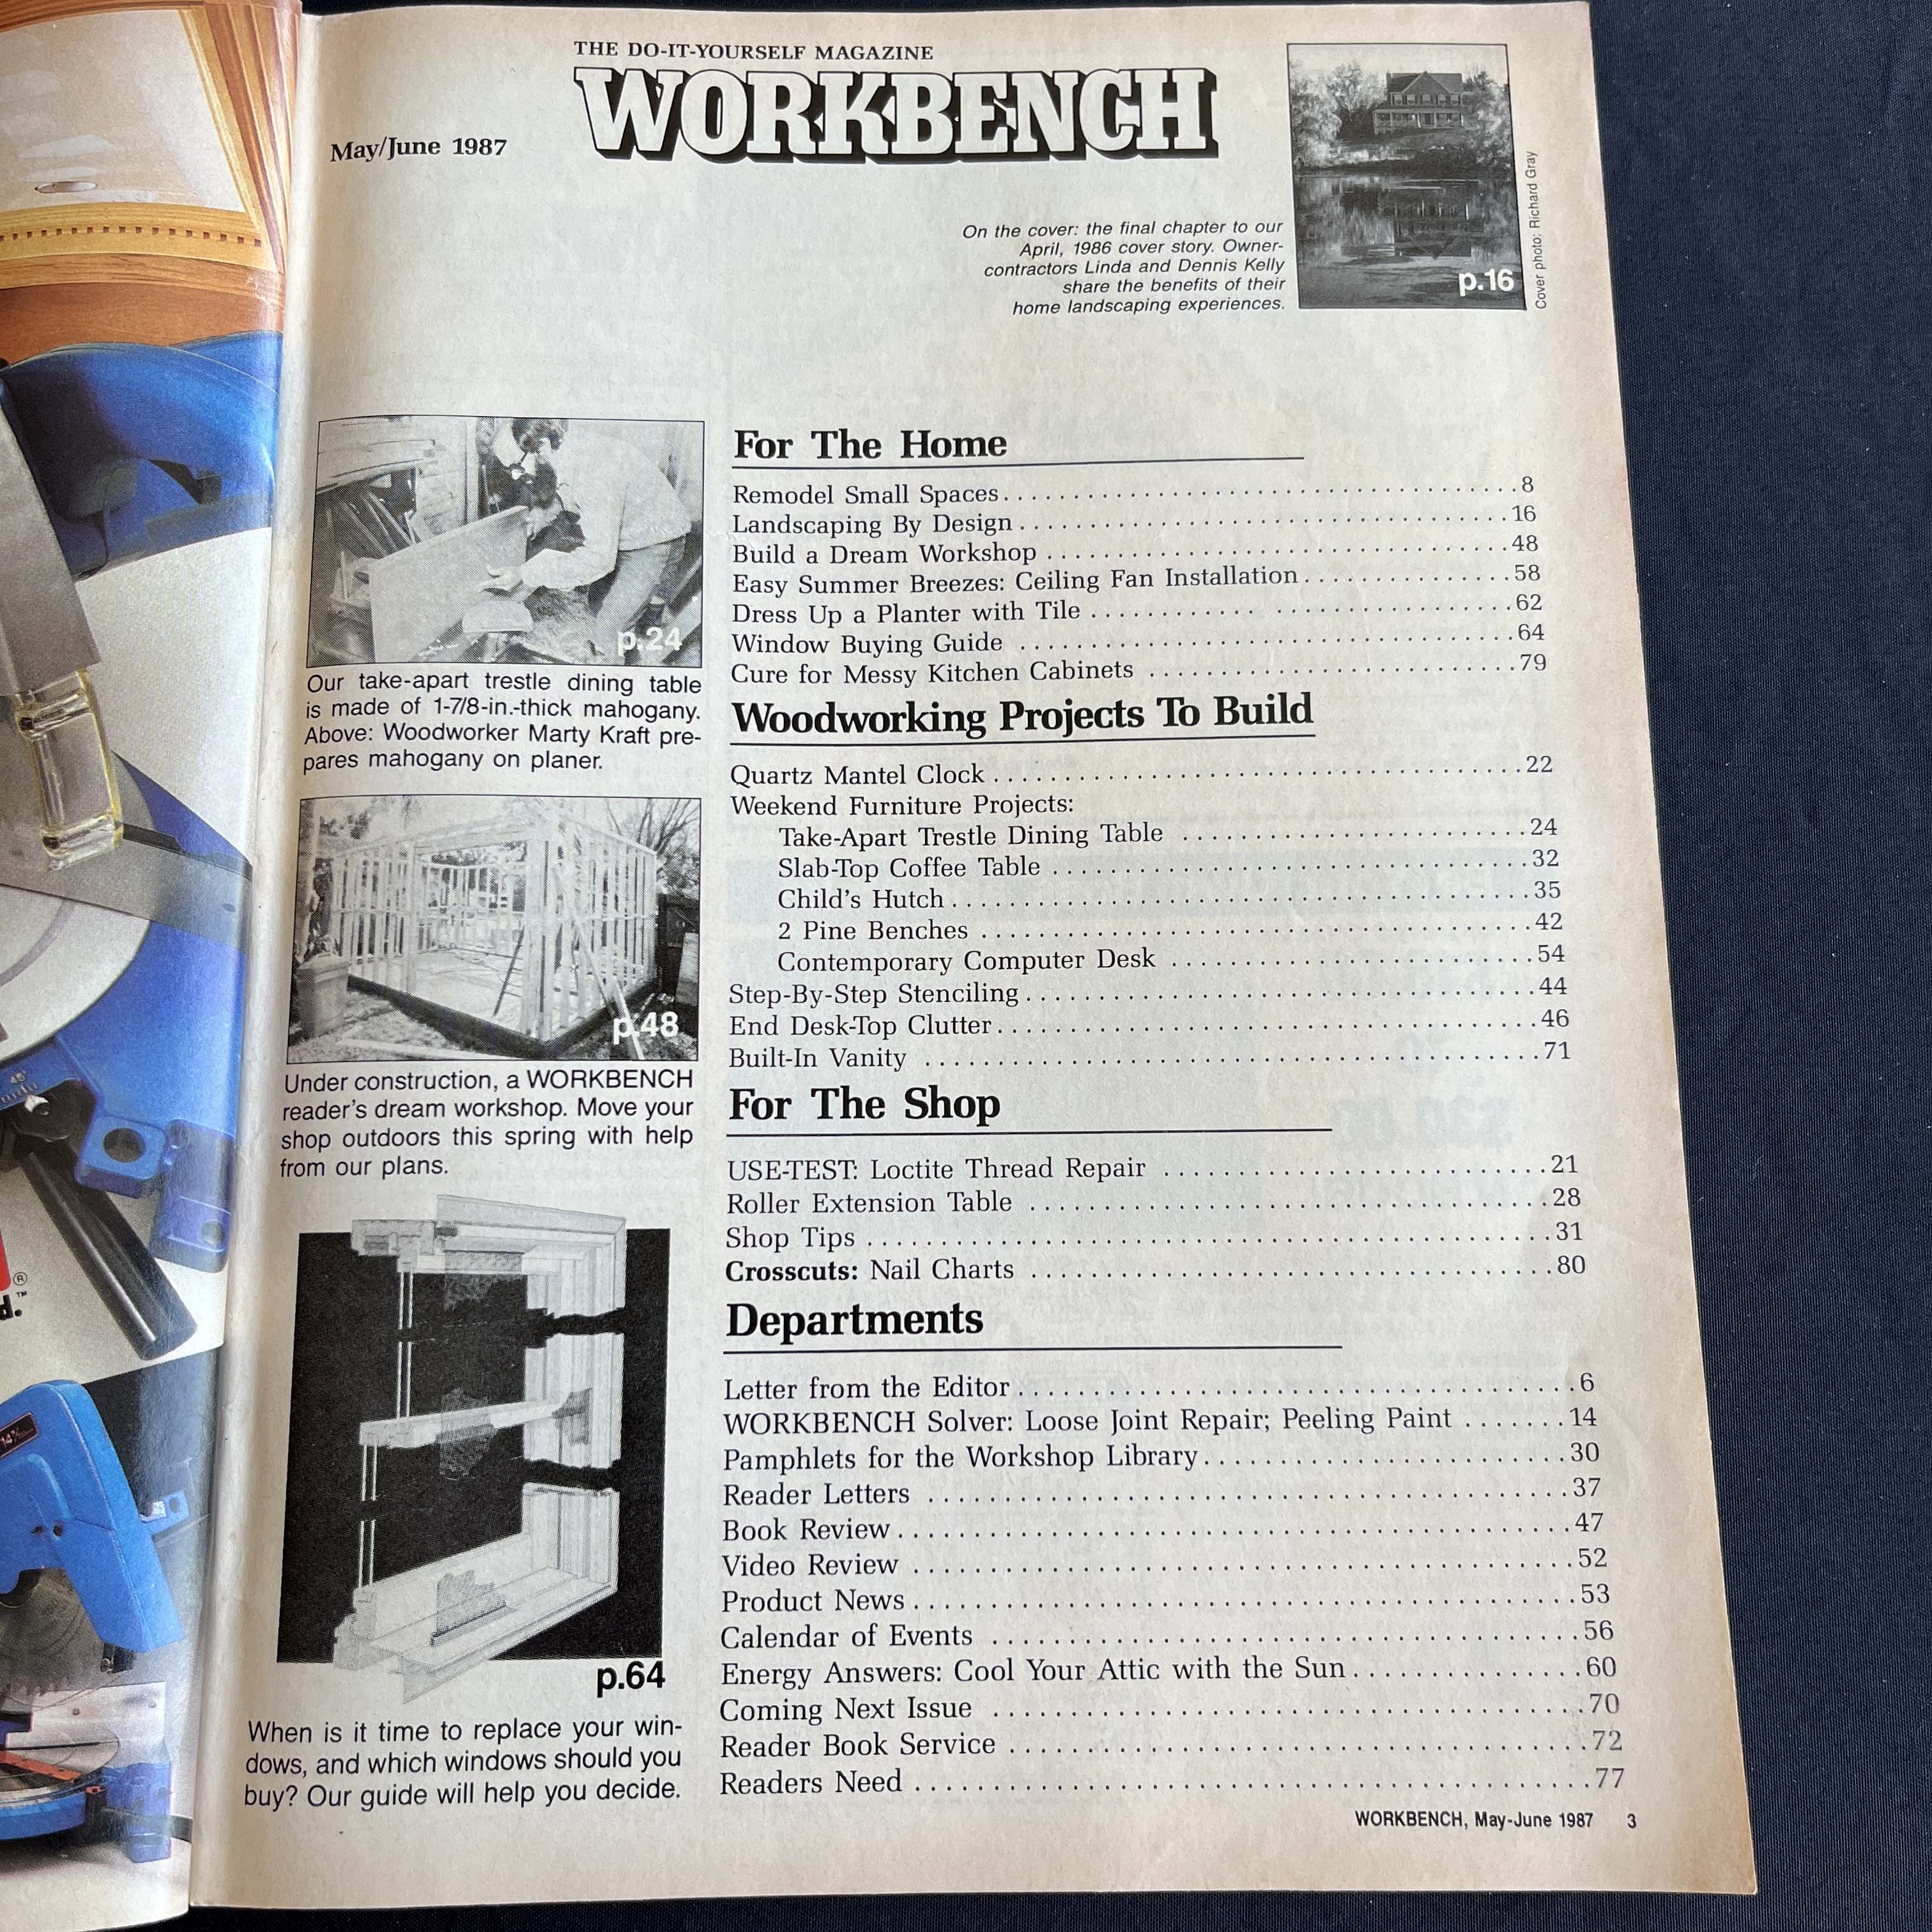 THE DO-IT-YOURSELF MAGAZINE
WORKBENCH
May/June 1987
On the cover: the final chapter to our
April, 1986 cover story. Owner-
contractors Linda and Dennis Kelly
share the benefits of their
home landscaping experiences.
p.16
Cover photo: Richard Gray
p.24
Our take-apart trestle dining table
is made of 1-7/8-in.-thick mahogany.
Above: Woodworker Marty Kraft pre-
pares mahogany on planer.
p.48
Under construction, a WORKBENCH
reader's dream workshop. Move your
shop outdoors this spring with help
from our plans.
p.64
When is it time to replace your win-
dows, and which windows should you
buy? Our guide will help you decide.
For The Home
Remodel Small Spaces 8
Landscaping By Design 16
Build a Dream Workshop 48
Easy Summer Breezes: Ceiling Fan Installation 58
Dress Up a Planter with Tile 62
Window Buying Guide 64
Cure for Messy Kitchen Cabinets 79
Woodworking Projects To Build
Quartz Mantel Clock 22
Weekend Furniture Projects:
Take-Apart Trestle Dining Table 24
Slab-Top Coffee Table 32
Child's Hutch 35
2 Pine Benches 42
Contemporary Computer Desk 54
Step-By-Step Stenciling 44
End Desk-Top Clutter 46
Built-In Vanity 71
For The Shop
USE-TEST: Loctite Thread Repair 21
Roller Extension Table 28
Shop Tips 31
Crosscuts: Nail Charts 80
Departments
Letter from the Editor 6
WORKBENCH Solver: Loose Joint Repair; Peeling Paint 14
Pamphlets for the Workshop Library 30
Reader Letters 37
Book Review 47
Video Review 52
Product News 53
Calendar of Events 56
Energy Answers: Cool Your Attic with the Sun 60
Coming Next Issue 70
Reader Book Service 72
Readers Need 77
WORKBENCH, May-June 1987 3